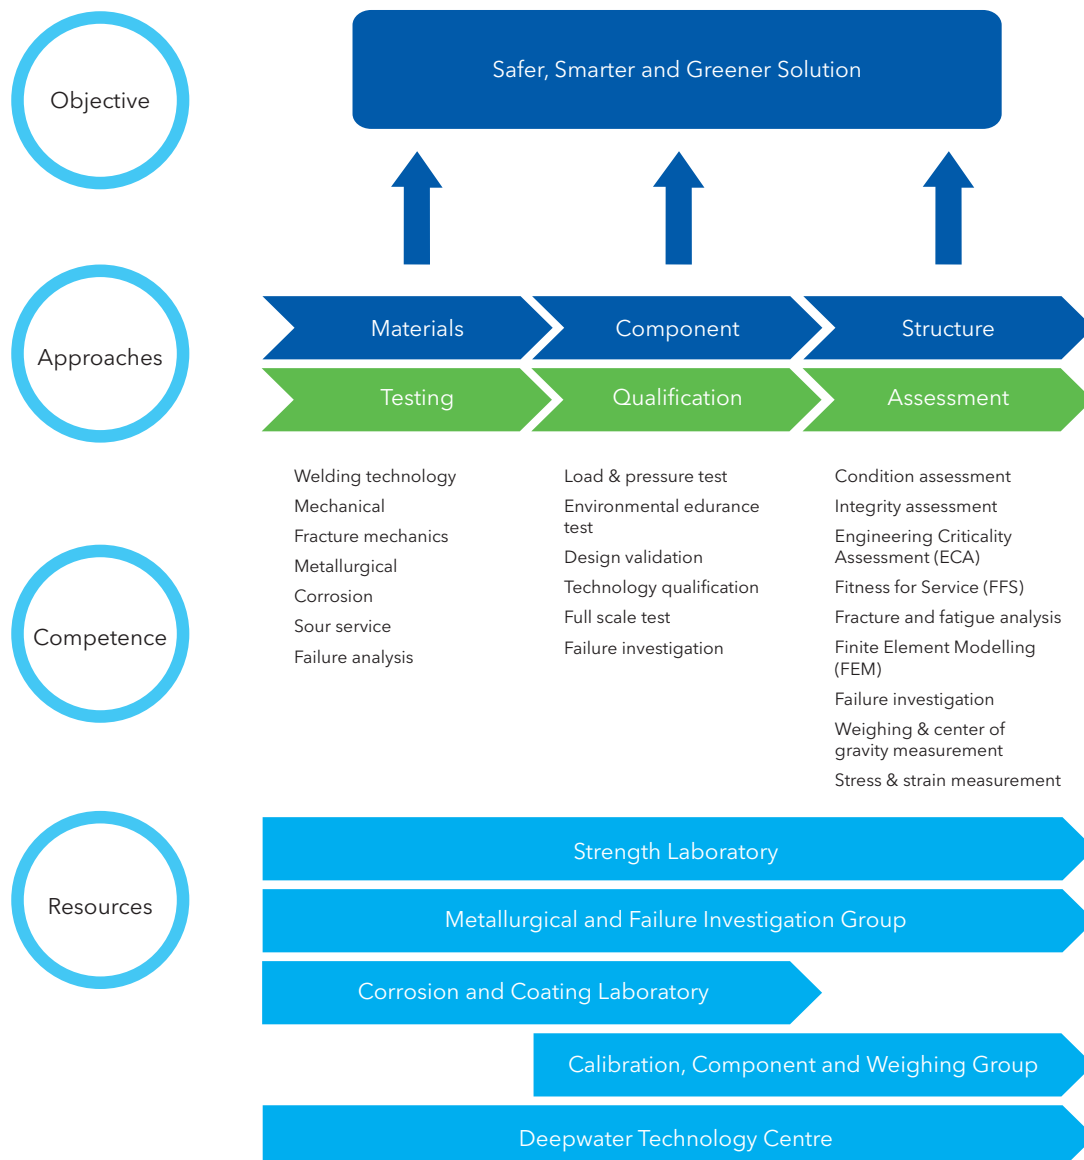 Objective
Safer, Smarter and Greener Solution
Approaches
Materials
Component
Structure
Testing
Qualification
Assessment
Competence
Welding technology
Mechanical
Fracture mechanics
Metallurgical
Corrosion
Sour service
Failure analysis
Load & pressure test
Environmental edurance
test
Design validation
Technology qualification
Full scale test
Failure investigation
Condition assessment
Integrity assessment
Engineering Criticality
Assessment (ECA)
Fitness for Service (FFS)
Fracture and fatigue analysis
Finite Element Modelling
(FEM)
Failure investigation
Weighing & center of
gravity measurement
Stress & strain measurement
Resources
Strength Laboratory
Metallurgical and Failure Investigation Group
Corrosion and Coating Laboratory
Calibration, Component and Weighing Group
Deepwater Technology Centre